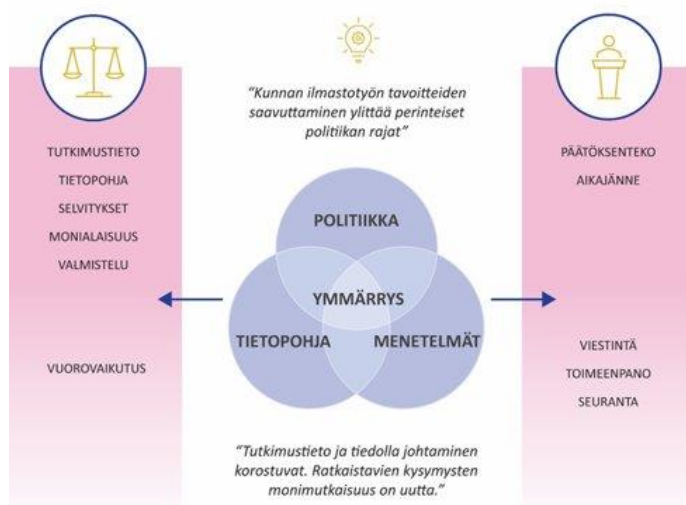 "Kunnan ilmastotyön tavoitteiden
saavuttaminen ylittää perinteiset
politiikan rajat”
TUTKIMUSTIETO
TIETOPOHJA
SELVITYKSET
MONIALAISUUS
VALMISTELU
VUOROVAIKUTUS
POLITIIKKA
YMMÄRRYS
TIETOPOHJA
MENETELMÄT
PÄÄTÖKSENTEKO
AIKAJÄNNE
VIESTINTÄ
TOIMEENPANO
SEURANTA
“Tutkimustieto ja tiedolla johtaminen
korostuvat. Ratkaistavien kysymysten
monimutkaisuus on uutta.”